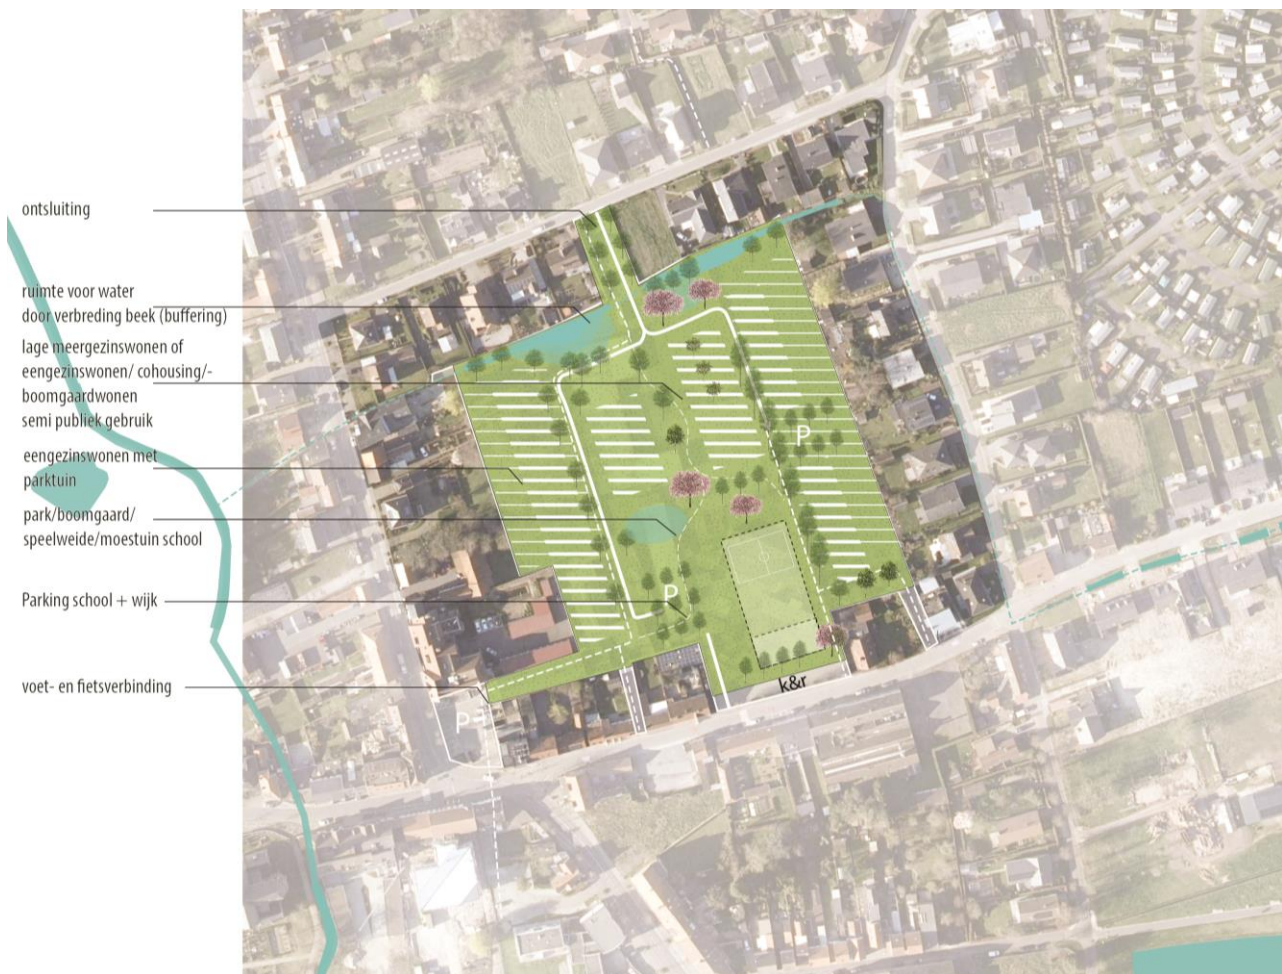 ontsluiting
ruimte voor water
door verbreding beek (buffering)
lage meergezinswonen of
eengezinswonen/ cohousing/-
boomgaardwonen
semi publiek gebruik
eengezinswonen met
parktuin
park/boomgaard/
speelweide/moestuin school
Parking school + wijk
voet- en fietsverbinding
P
P
P
k&r